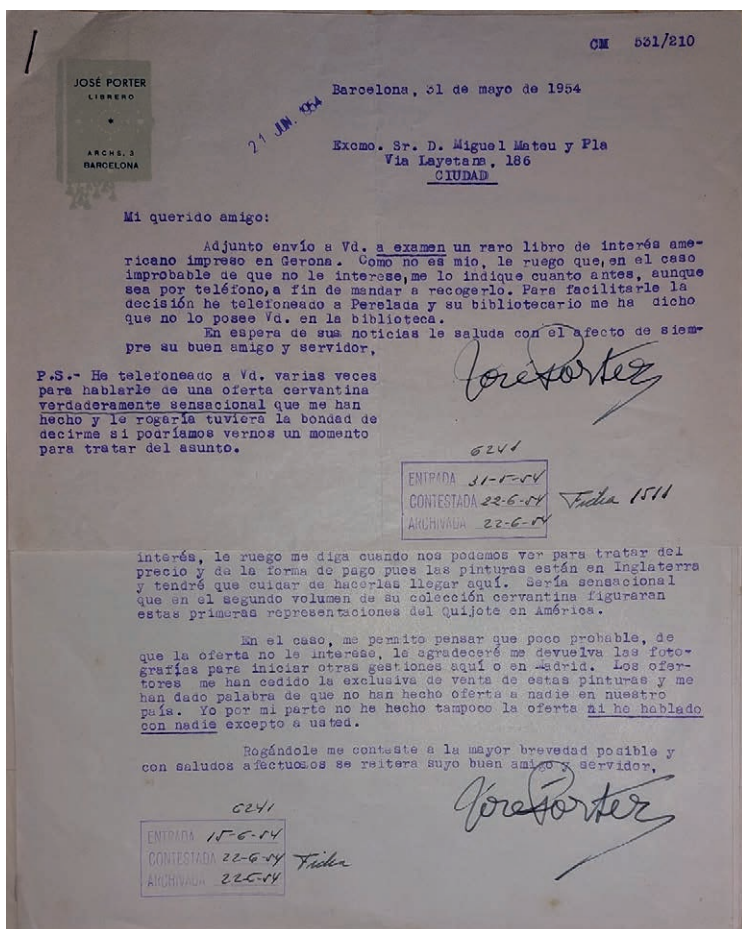 CM 531/210
JOSÉ PORTER
LIBRERO
ARCHS, 3
BARCELONA
Barcelona, 31 de mayo de 1954
21 JUN. 1954
Excmo. Sr. D. Miguel Mateu y Pla
Via Layetana, 186
CIUDAD
Mi querido amigo:
Adjunto envío a Vd. a examen un raro libro de interés ame-
ricano impreso en Gerona. Como no es mio, le ruego que, en el caso
improbable de que no le interese, me lo indique cuanto antes, aunque
sea por teléfono, a fin de mandar a recogerlo. Para facilitarle la
decisión he telefoneado a Perelada y su bibliotecario me ha dicho
que no lo posee Vd. en la biblioteca.
En espera de sus noticias le saluda con el afecto de siem-
pre su buen amigo y servidor,
José Porter
P.S.- He telefoneado a Vd. varias veces
para hablarle de una oferta cervantina
verdaderamente sensacional que me han
hecho y le rogaría tuviera la bondad de
decirme si podríamos vernos un momento
para tratar del asunto.
6241
ENTRADA 31-5-54
CONTESTADA 22-6-54
ARCHIVADA 22-6-54
Ficha 1511
interés, le ruego me diga cuando nos podemos ver para tratar del
precio y da la forma de pago pues las pinturas están en Inglaterra
y tendré que cuidar de hacerlas llegar aquí. Sería sensacional
que en el segundo volumen de su colección cervantina figuraran
estas primeras representaciones del Quijote en América.
En el caso, me permito pensar que poco probable, de
que la oferta no le interese, le agradeceré me devuelva las foto-
grafías para iniciar otras gestiones aquí o en Madrid. Los ofer-
tores me han cedido la exclusiva de venta de estas pinturas y me
han dado palabra de que no han hecho oferta a nadie en nuestro
país. Yo por mi parte no he hecho tampoco la oferta ni he hablado
con nadie excepto a usted.
Rogándole me conteste a la mayor brevedad posible y
con saludos afectuosos se reitera suyo buen amigo y servidor,
José Porter
6241
ENTRADA 15-6-54
CONTESTADA 22-6-54
ARCHIVADA 22-6-54
Ficha